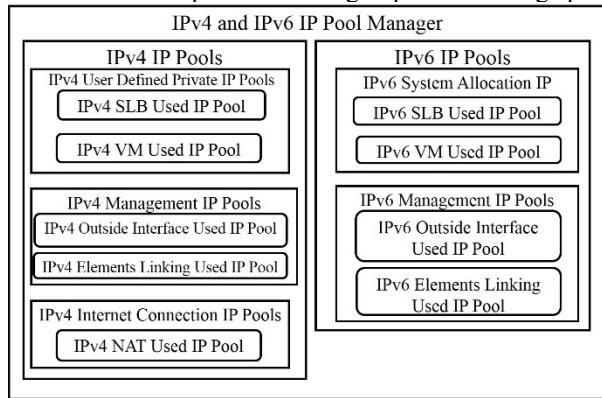 IPv4 and IPv6 IP Pool Manager
IPv4 IP Pools
IPv4 User Defined Private IP Pools
IPv4 SLB Used IP Pool
IPv4 VM Used IP Pool
IPv4 Management IP Pools
IPv4 Outside Interface Used IP Pool
IPv4 Elements Linking Used IP Pool
IPv4 Internet Connection IP Pools
IPv4 NAT Used IP Pool
IPv6 IP Pools
IPv6 System Allocation IP
IPv6 SLB Used IP Pool
IPv6 VM Used IP Pool
IPv6 Management IP Pools
IPv6 Outside Interface
Used IP Pool
IPv6 Elements Linking
Used IP Pool